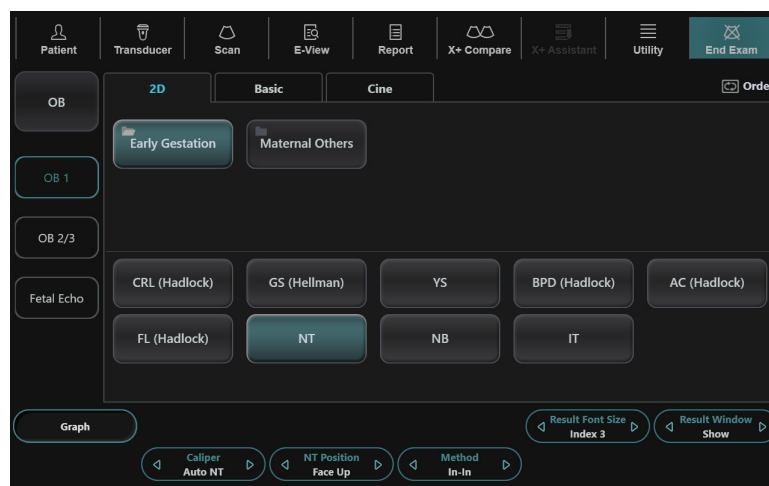 Patient
Transducer
Scan
E-View
Report
X+ Compare
X+ Assistant
Utility
End Exam
OB
2D
Basic
Cine
Orde
Early Gestation
Maternal Others
OB 1
OB 2/3
Fetal Echo
CRL (Hadlock)
GS (Hellman)
YS
BPD (Hadlock)
AC (Hadlock)
FL (Hadlock)
NT
NB
IT
Graph
Result Font Size
Index 3
Result Window
Show
Caliper
Auto NT
NT Position
Face Up
Method
In-In